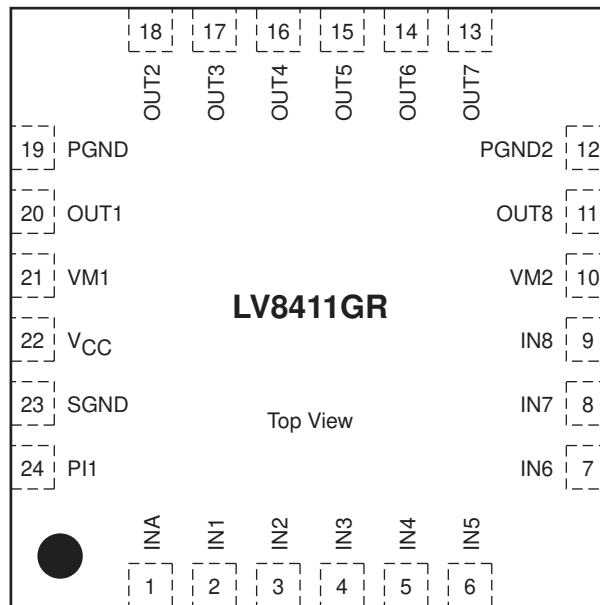 18 17 16 15 14 13
OUT2 OUT3 OUT4 OUT5 OUT6 OUT7
19 PGND PGND2 12
20 OUT1 OUT8 11
21 VM1 VM2 10
LV8411GR
22 VCC IN8 9
23 SGND IN7 8
Top View
24 PI1 IN6 7
INA IN1 IN2 IN3 IN4 IN5
1 2 3 4 5 6